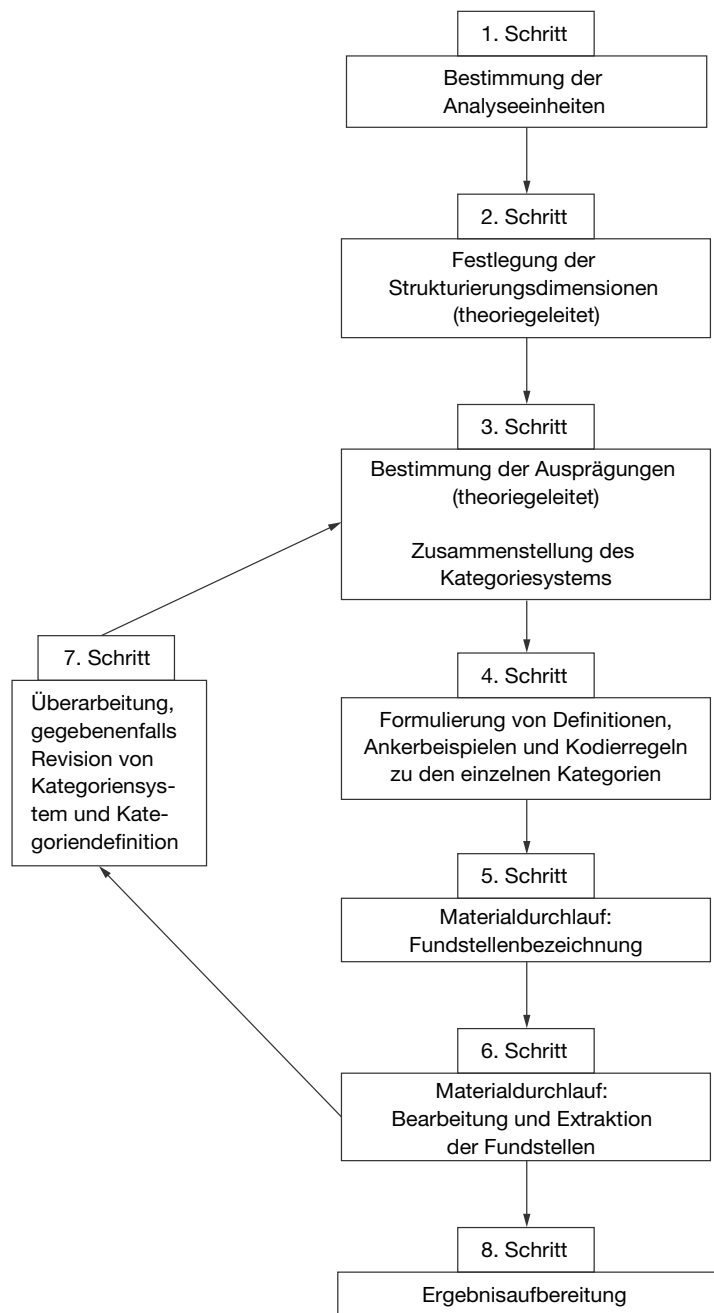 1. Schritt
Bestimmung der
Analyseeinheiten
2. Schritt
Festlegung der
Strukturierungsdimensionen
(theoriegeleitet)
3. Schritt
Bestimmung der Ausprägungen
(theoriegeleitet)
Zusammenstellung des
Kategoriesystems
4. Schritt
Formulierung von Definitionen,
Ankerbeispielen und Kodierregeln
zu den einzelnen Kategorien
5. Schritt
Materialdurchlauf:
Fundstellenbezeichnung
6. Schritt
Materialdurchlauf:
Bearbeitung und Extraktion
der Fundstellen
7. Schritt
Überarbeitung,
gegebenenfalls
Revision von
Kategoriensys-
tem und Kate-
goriendefinition
8. Schritt
Ergebnisaufbereitung